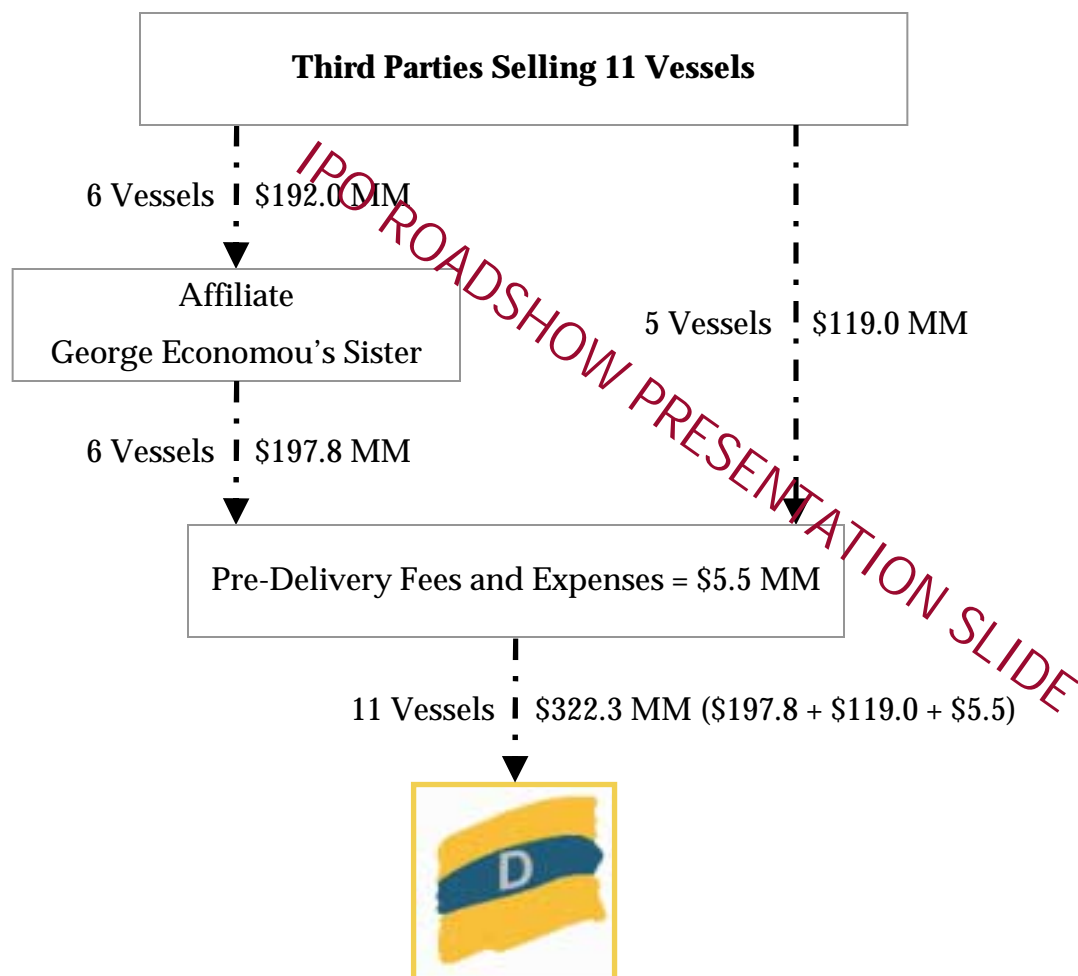 Third Parties Selling 11 Vessels
6 Vessels $192.0 MM
Affiliate
George Economou's Sister
5 Vessels $119.0 MM
6 Vessels $197.8 MM
Pre-Delivery Fees and Expenses = $5.5 MM
11 Vessels $322.3 MM ($197.8 + $119.0 + $5.5)
D
IPO ROADSHOW PRESENTATION SLIDE